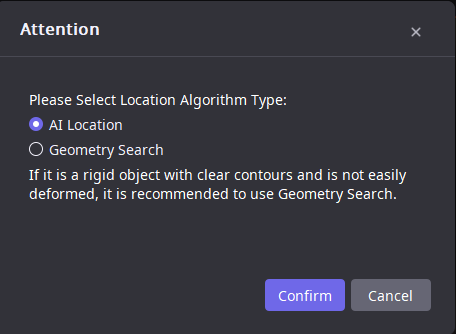 Attention
Please Select Location Algorithm Type:
AI Location
Geometry Search
If it is a rigid object with clear contours and is not easily
deformed, it is recommended to use Geometry Search.
Confirm
Cancel